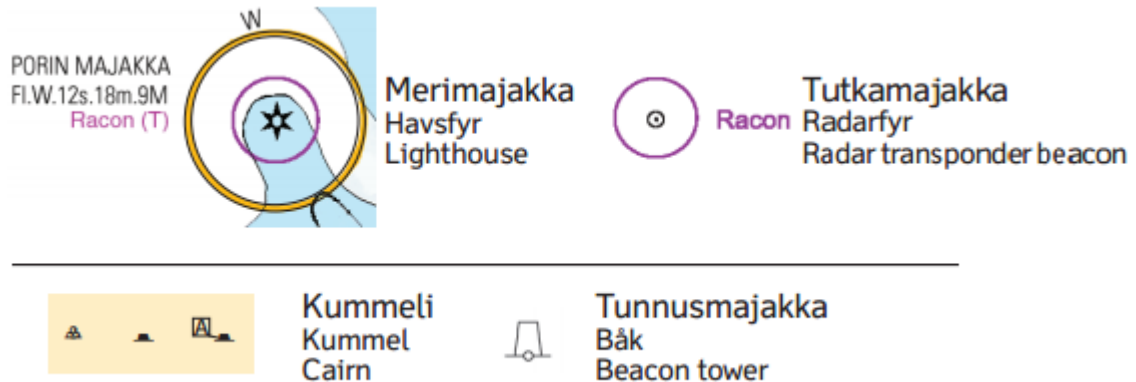 W
PORIN MAJAKKA
Fl.W.12s.18m.9M
Racon (T)
Merimajakka
Havsfyr
Lighthouse
Racon
Tutkamajakka
Radarfyr
Radar transponder beacon
A
Kummeli
Kummel
Cairn
Tunnusmajakka
Båk
Beacon tower